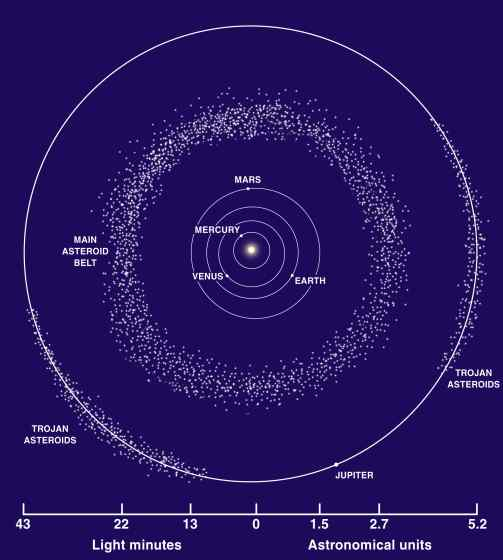 MARS
MERCURY
MAIN
ASTEROID
BELT
VENUS
EARTH
TROJAN
ASTEROIDS
TROJAN
ASTEROIDS
JUPITER
43 22 13 0 1.5 2.7 5.2
Light minutes Astronomical units